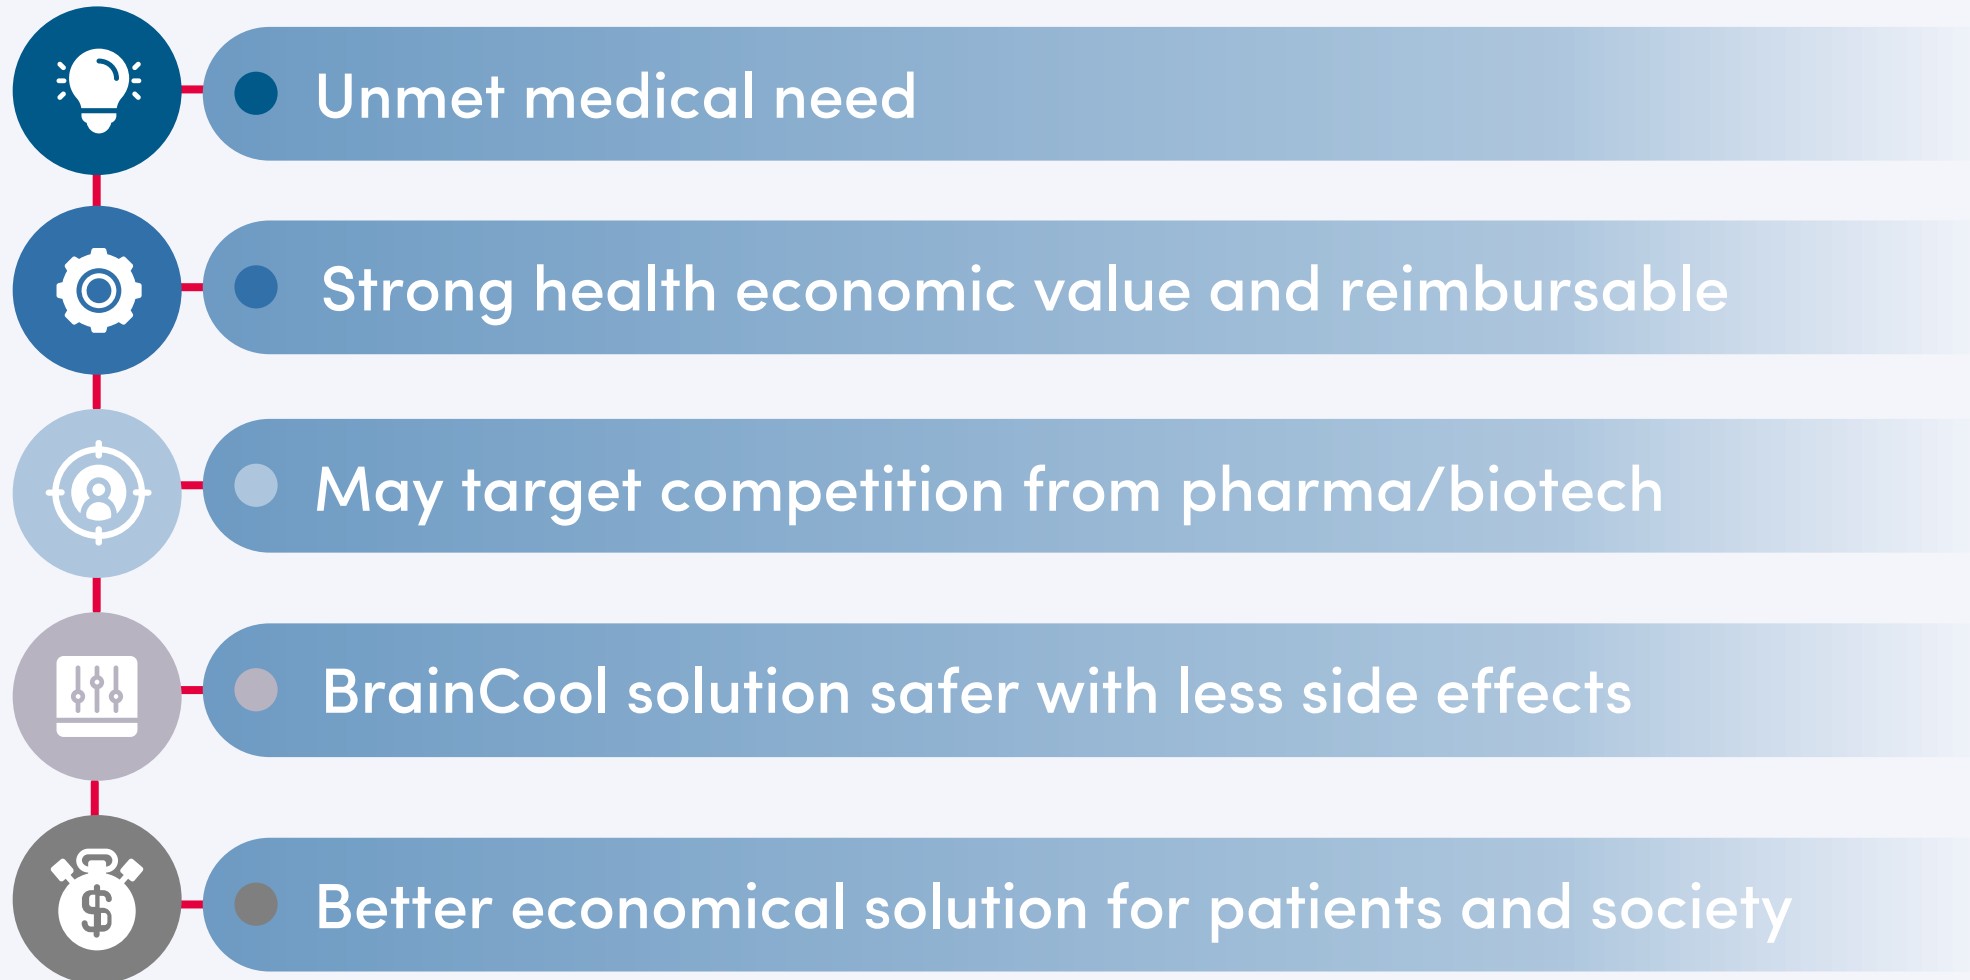 Unmet medical need
Strong health economic value and reimbursable
May target competition from pharma/biotech
BrainCool solution safer with less side effects
$
Better economical solution for patients and society